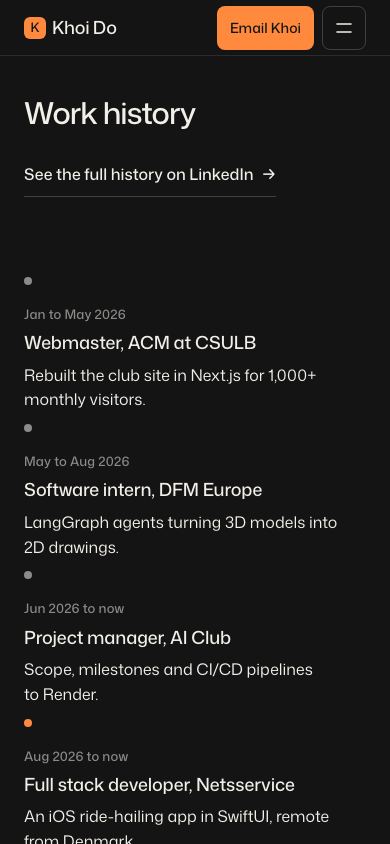 K Khoi Do
Email Khoi
Work history
See the full history on LinkedIn →
Jan to May 2026
Webmaster, ACM at CSULB
Rebuilt the club site in Next.js for 1,000+
monthly visitors.
May to Aug 2026
Software intern, DFM Europe
LangGraph agents turning 3D models into
2D drawings.
Jun 2026 to now
Project manager, AI Club
Scope, milestones and CI/CD pipelines
to Render.
Aug 2026 to now
Full stack developer, Netsservice
An iOS ride-hailing app in SwiftUI, remote
from Denmark